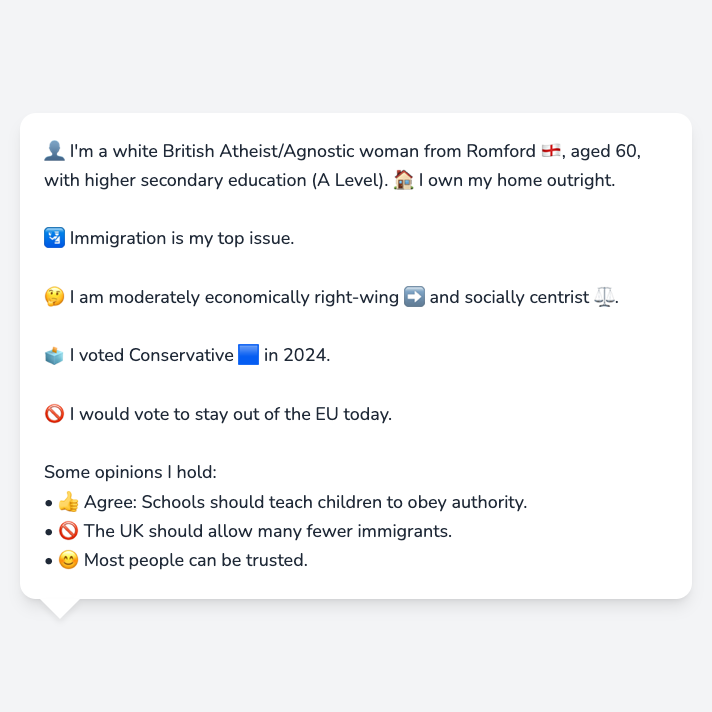 👤 I'm a white British Atheist/Agnostic woman from Romford 🏴󠁧󠁢󠁥󠁮󠁧󠁿, aged 60,
with higher secondary education (A Level). 🏠 I own my home outright.
🛂 Immigration is my top issue.
🤔 I am moderately economically right-wing ➡️ and socially centrist ⚖️.
🗳️ I voted Conservative 🟦 in 2024.
🚫 I would vote to stay out of the EU today.
Some opinions I hold:
• 👍 Agree: Schools should teach children to obey authority.
• 🚫 The UK should allow many fewer immigrants.
• 😊 Most people can be trusted.